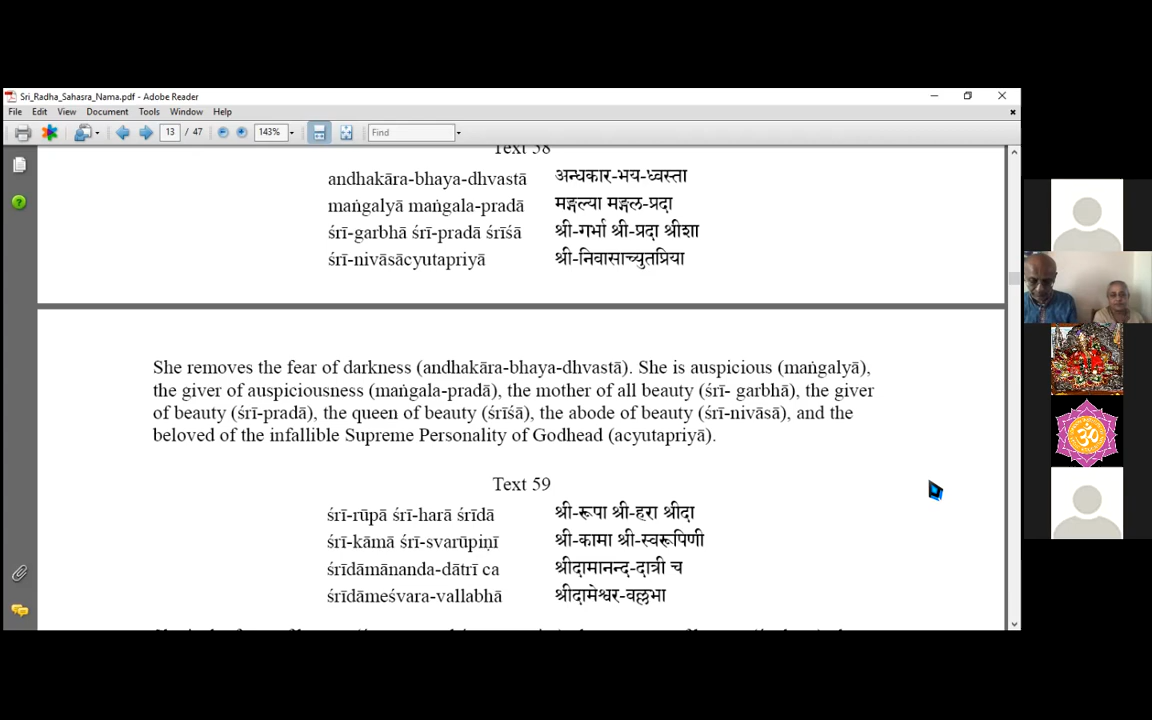 Sri_Radha_Sahasra_Nama.pdf - Adobe Reader
File Edit View Document Tools Window Help
13 / 47 143% Find
Text 58
andhakāra-bhaya-dhvastā अन्धकार-भय-ध्वस्ता
maṅgalyā maṅgala-pradā मङ्गल्या मङ्गल-प्रदा
śrī-garbhā śrī-pradā śrīśā श्री-गर्भा श्री-प्रदा श्रीशा
śrī-nivāsācyutapriyā श्री-निवासाच्युतप्रिया
She removes the fear of darkness (andhakāra-bhaya-dhvastā). She is auspicious (maṅgalyā),
the giver of auspiciousness (maṅgala-pradā), the mother of all beauty (śrī- garbhā), the giver
of beauty (śrī-pradā), the queen of beauty (śrīśā), the abode of beauty (śrī-nivāsā), and the
beloved of the infallible Supreme Personality of Godhead (acyutapriyā).
Text 59
śrī-rūpā śrī-harā śrīdā श्री-रूपा श्री-हरा श्रीदा
śrī-kāmā śrī-svarūpiṇī श्री-कामा श्री-स्वरूपिणी
śrīdāmānanda-dātrī ca श्रीदामानन्द-दात्री च
śrīdāmeśvara-vallabhā श्रीदामेश्वर-वल्लभा
ॐ